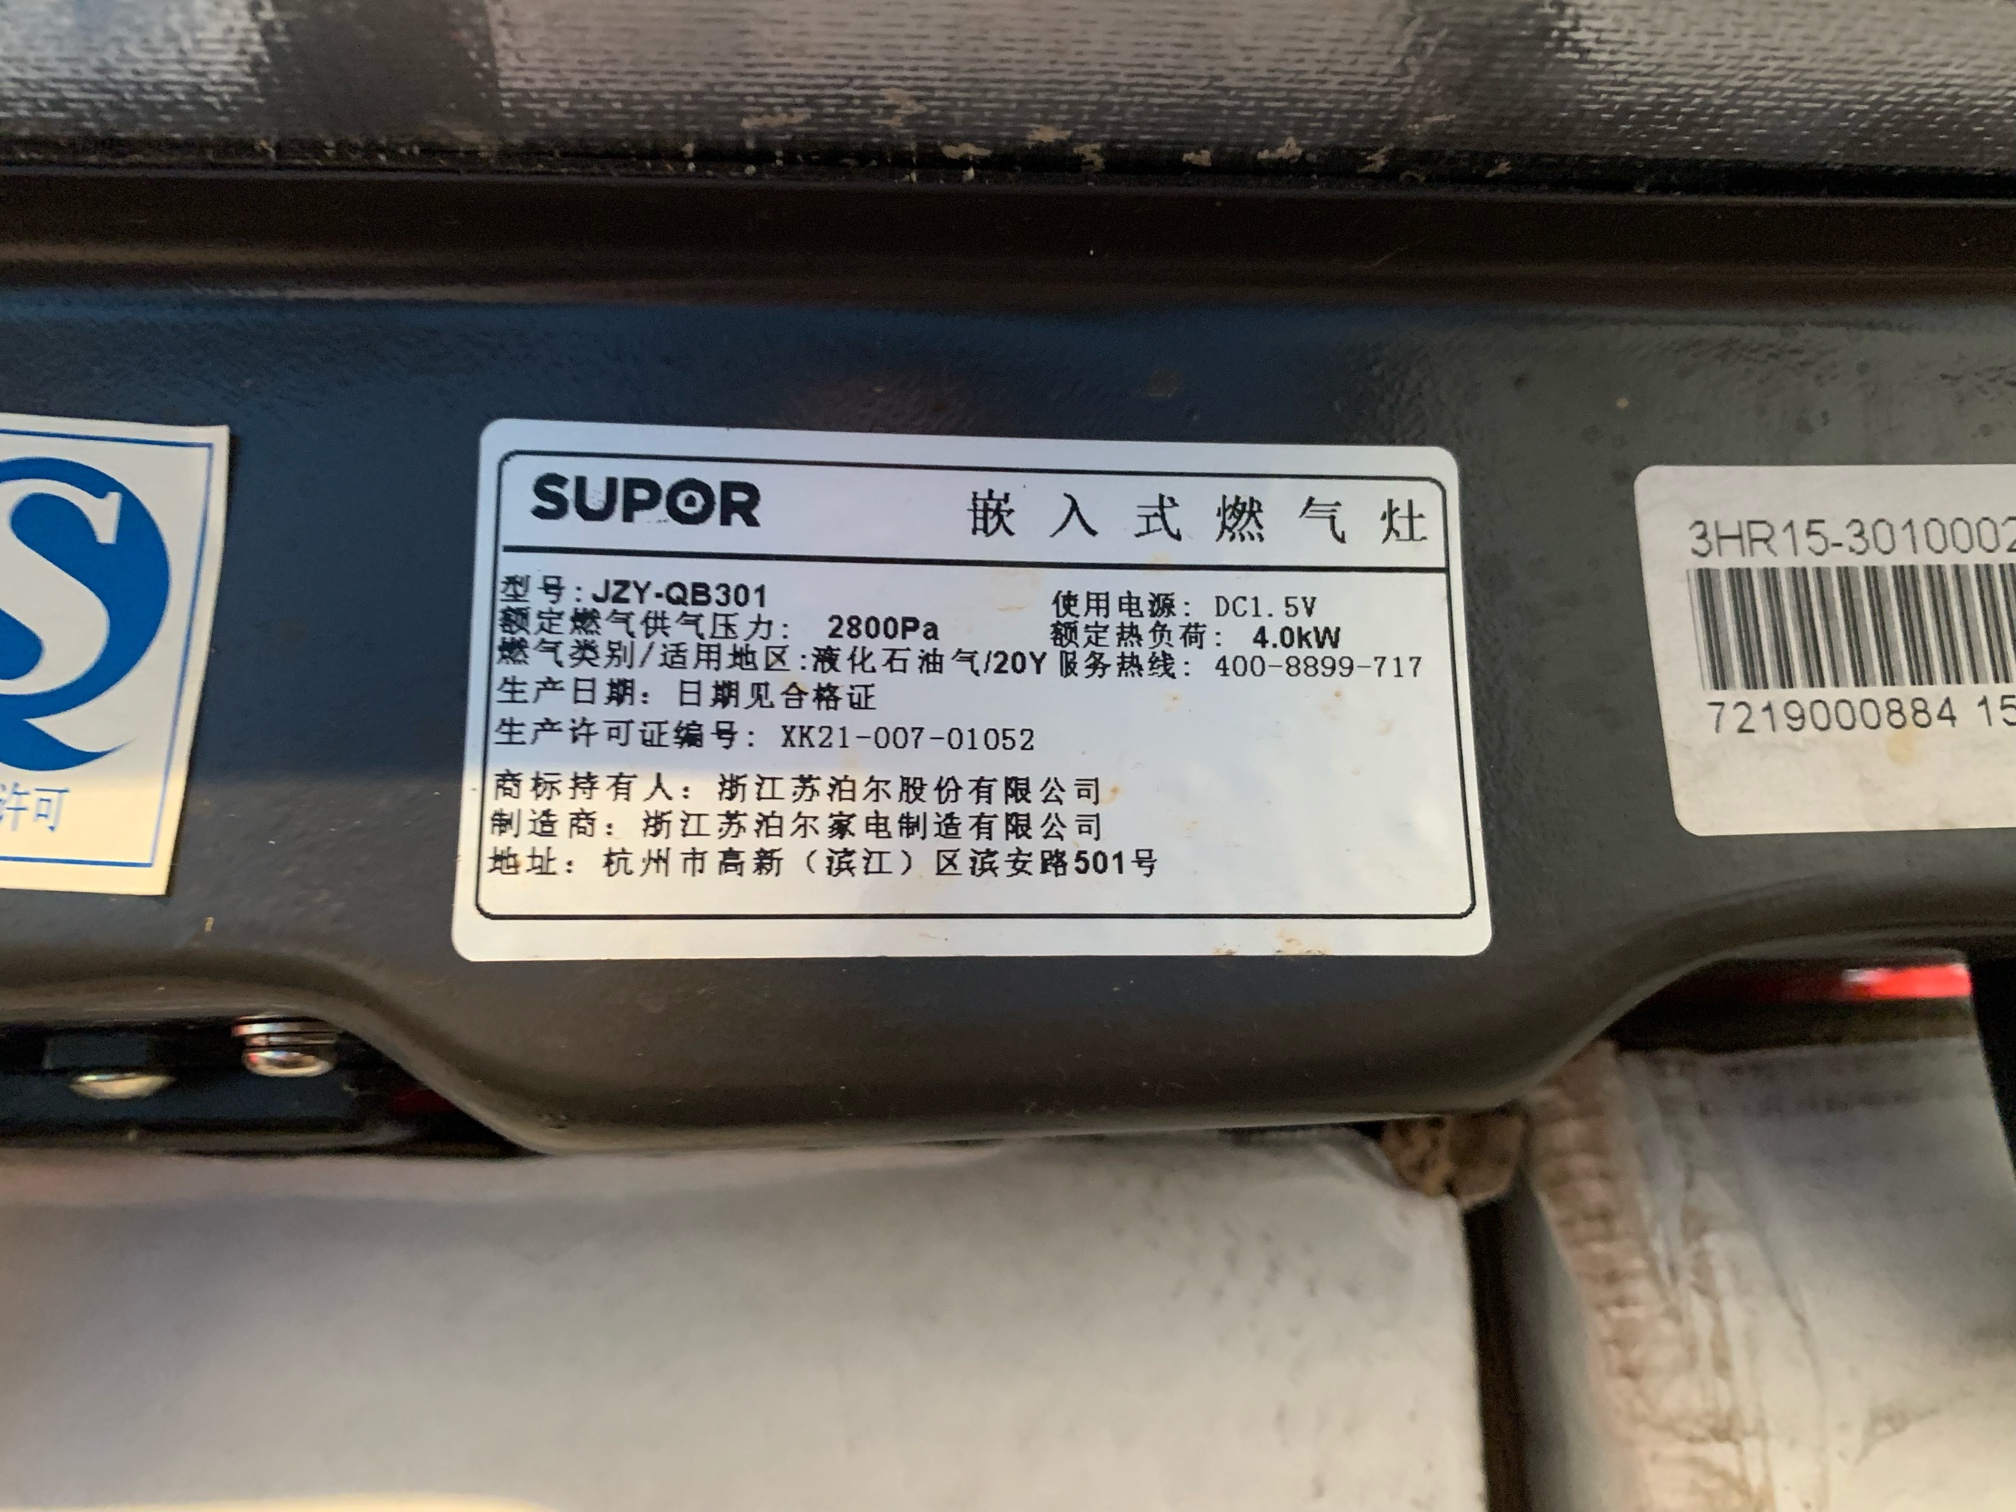 SUPOR 嵌入式燃气灶
型号:JZY-QB301 使用电源: DC1.5V
额定燃气供气压力: 2800Pa 额定热负荷: 4.0kW
燃气类别/适用地区:液化石油气/20Y 服务热线: 400-8899-717
生产日期: 日期见合格证
生产许可证编号: XK21-007-01052
商标持有人: 浙江苏泊尔股份有限公司
制造商: 浙江苏泊尔家电制造有限公司
地址: 杭州市高新（滨江）区滨安路501号
许可
3HR15-3010002
7219000884 15